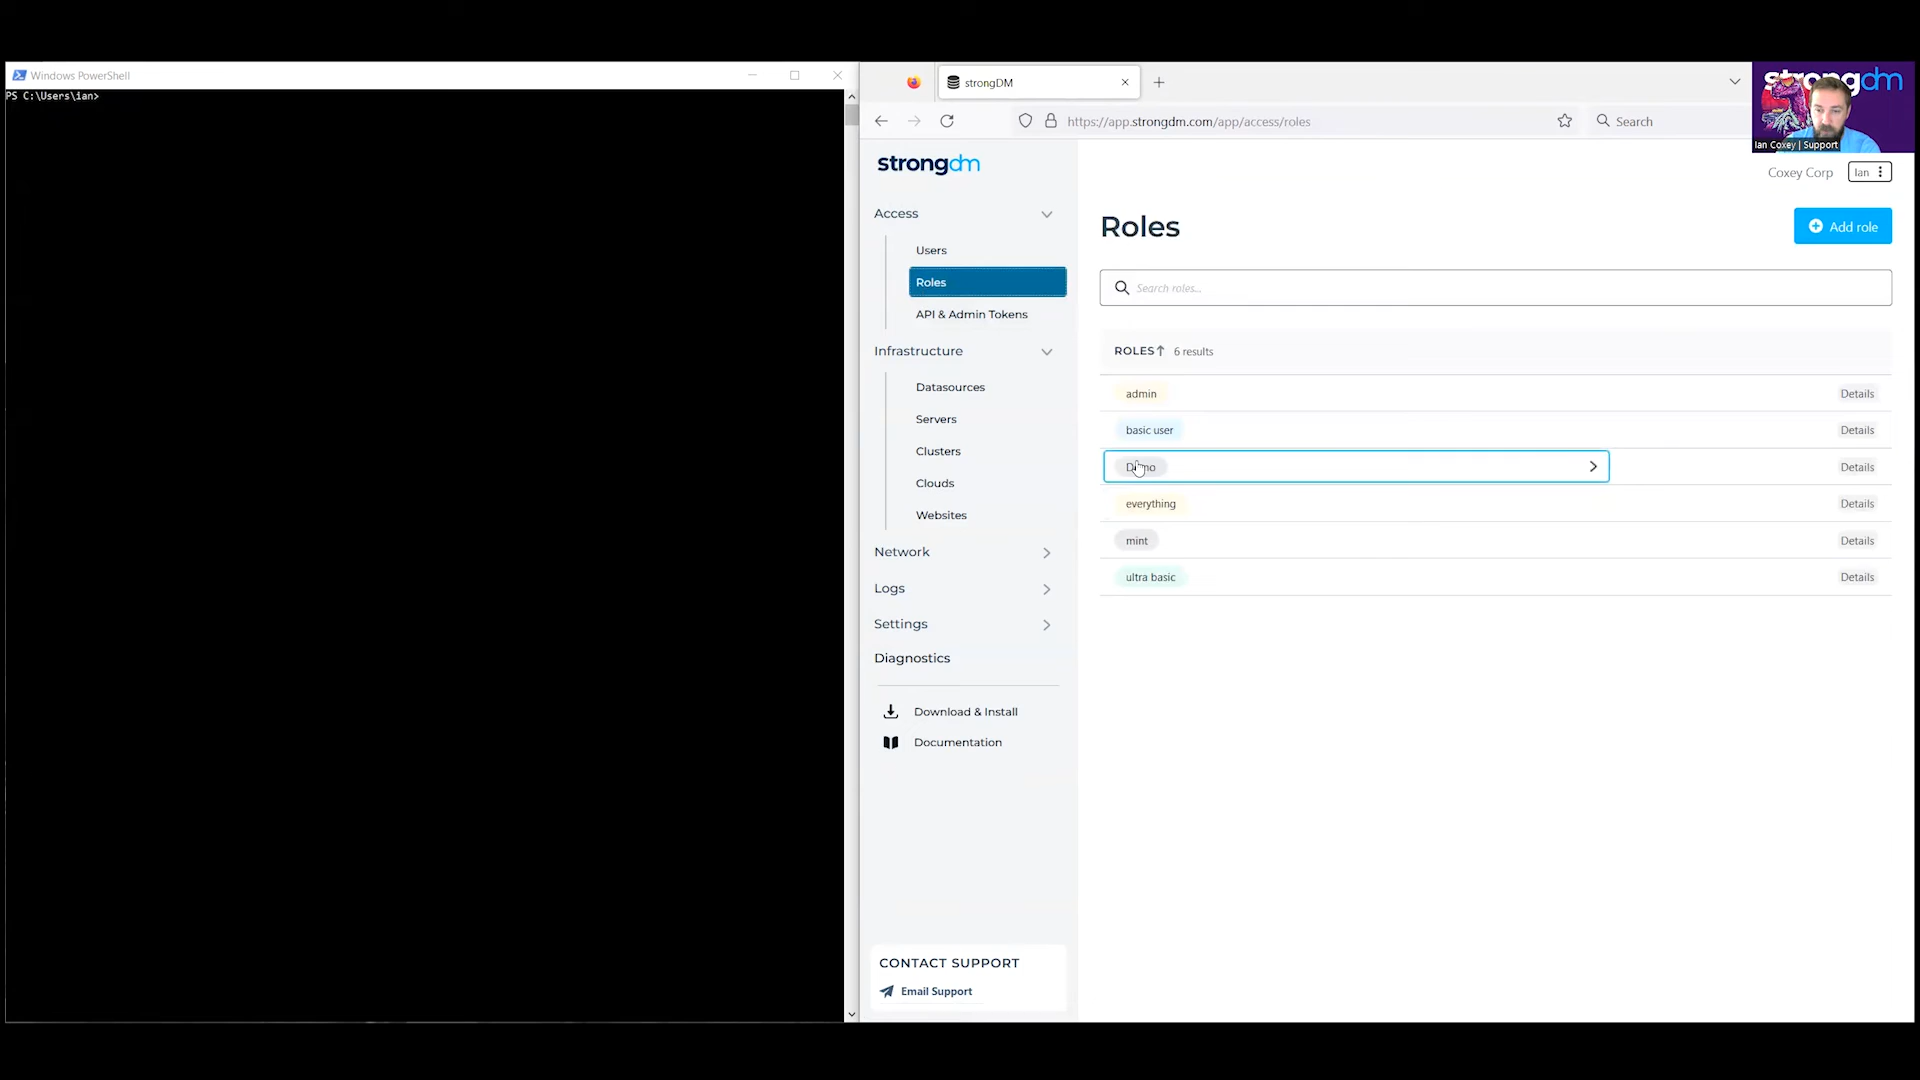 Windows PowerShell
PS C:\Users\ian>
strongDM
https://app.strongdm.com/app/access/roles
Search
strongdm
Ian Coxey | Support
strongdm
Coxey Corp
Ian
Access
Users
Roles
API & Admin Tokens
Infrastructure
Datasources
Servers
Clusters
Clouds
Websites
Network
Logs
Settings
Diagnostics
Download & Install
Documentation
CONTACT SUPPORT
Email Support
Roles
Add role
Search roles...
ROLES 6 results
admin Details
basic user Details
Demo Details
everything Details
mint Details
ultra basic Details